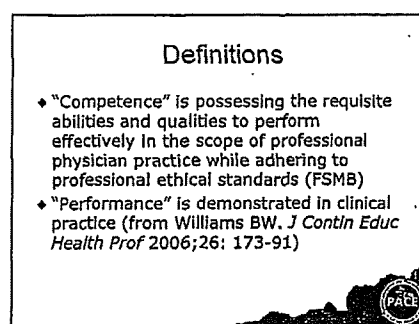 Definitions
♦ "Competence" is possessing the requisite
abilities and qualities to perform
effectively in the scope of professional
physician practice while adhering to
professional ethical standards (FSMB)
♦ "Performance" is demonstrated in clinical
practice (from Williams BW. J Contin Educ
Health Prof 2006;26: 173-91)
PACE